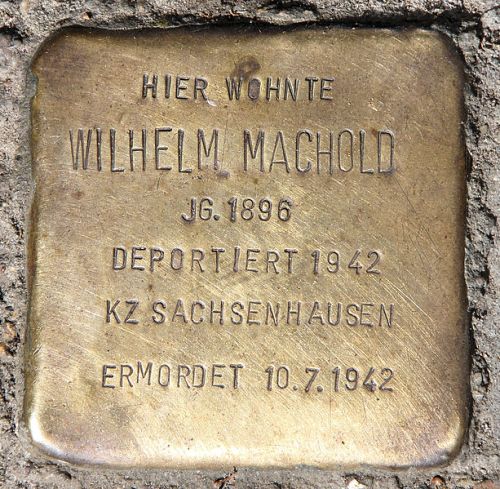 HIER WOHNTE
WILHELM MACHOLD
JG. 1896
DEPORTIERT 1942
KZ SACHSENHAUSEN
ERMORDET 10.7.1942